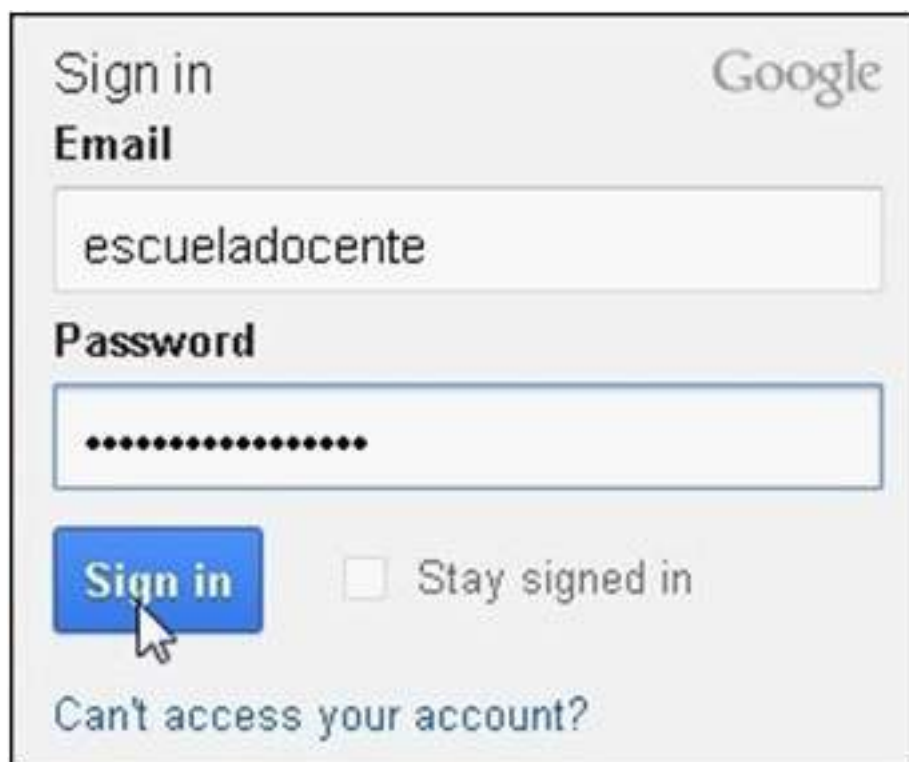 Sign in Google
Email
escueladocente
Password
•••••••••••••••••
Sign in Stay signed in
Can't access your account?